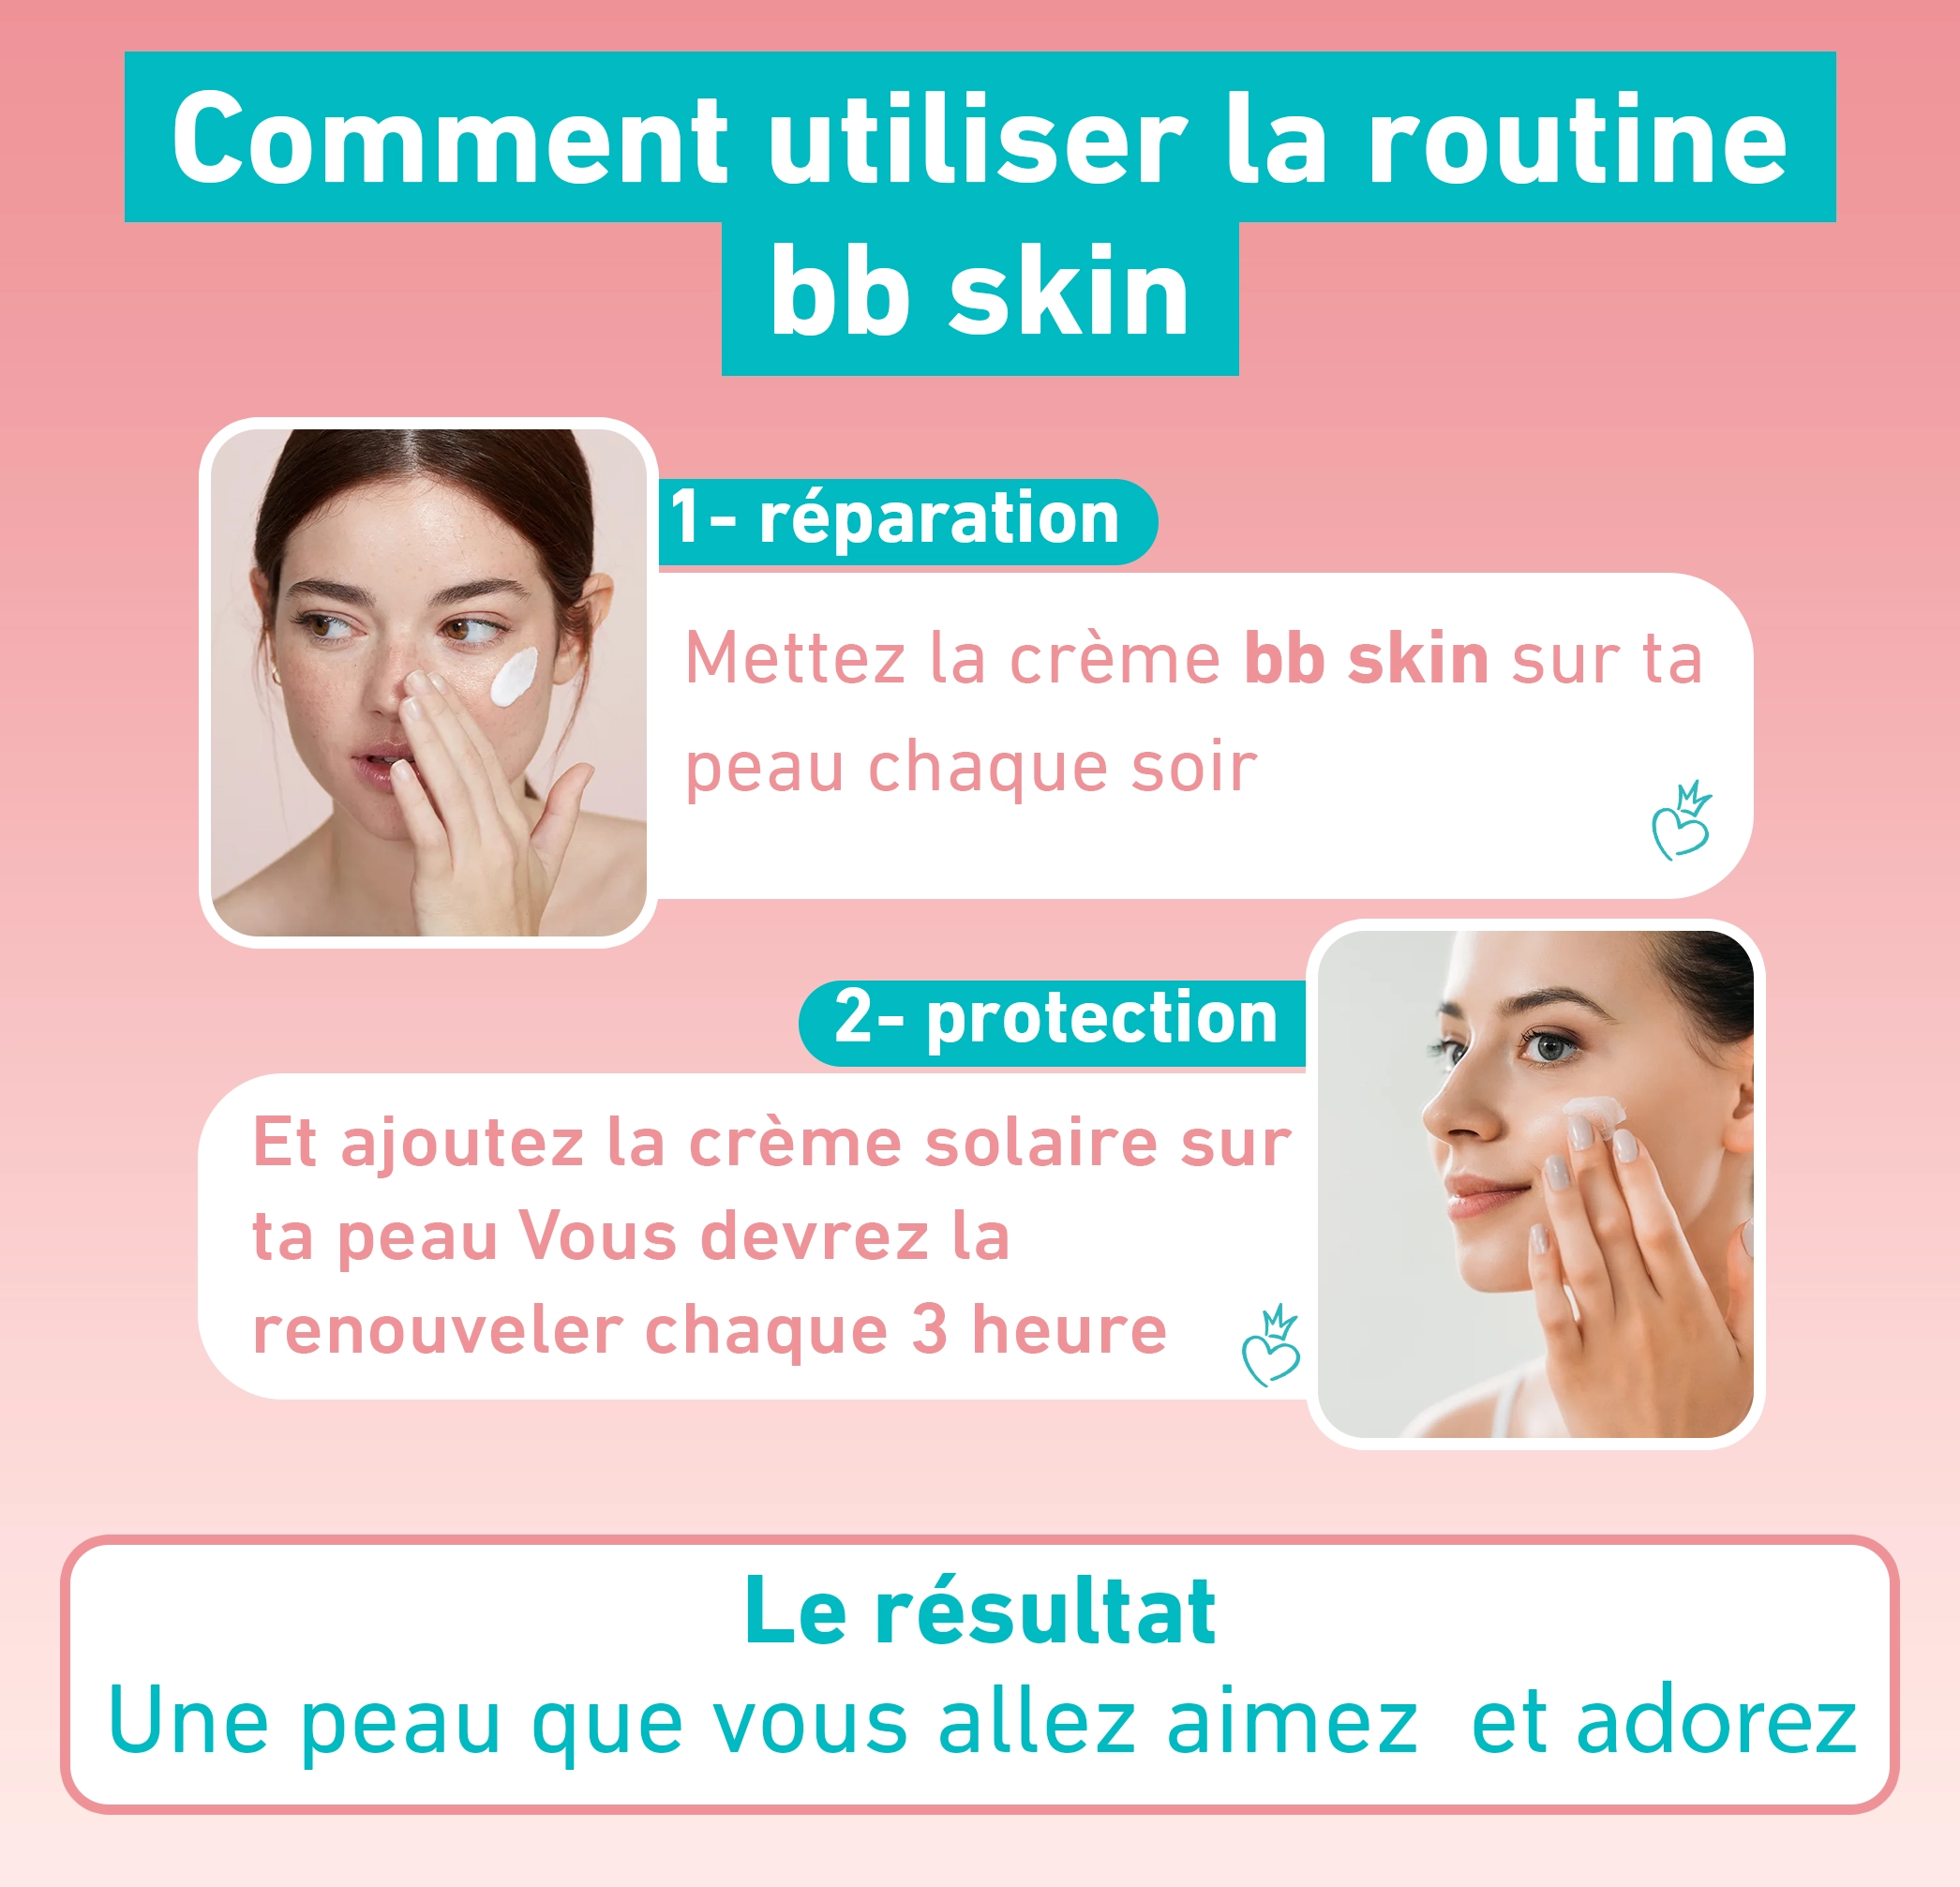 Comment utiliser la routine
bb skin
1- réparation
Mettez la crème bb skin sur ta
peau chaque soir
2- protection
Et ajoutez la crème solaire sur
ta peau Vous devrez la
renouveler chaque 3 heure
Le résultat
Une peau que vous allez aimez  et adorez